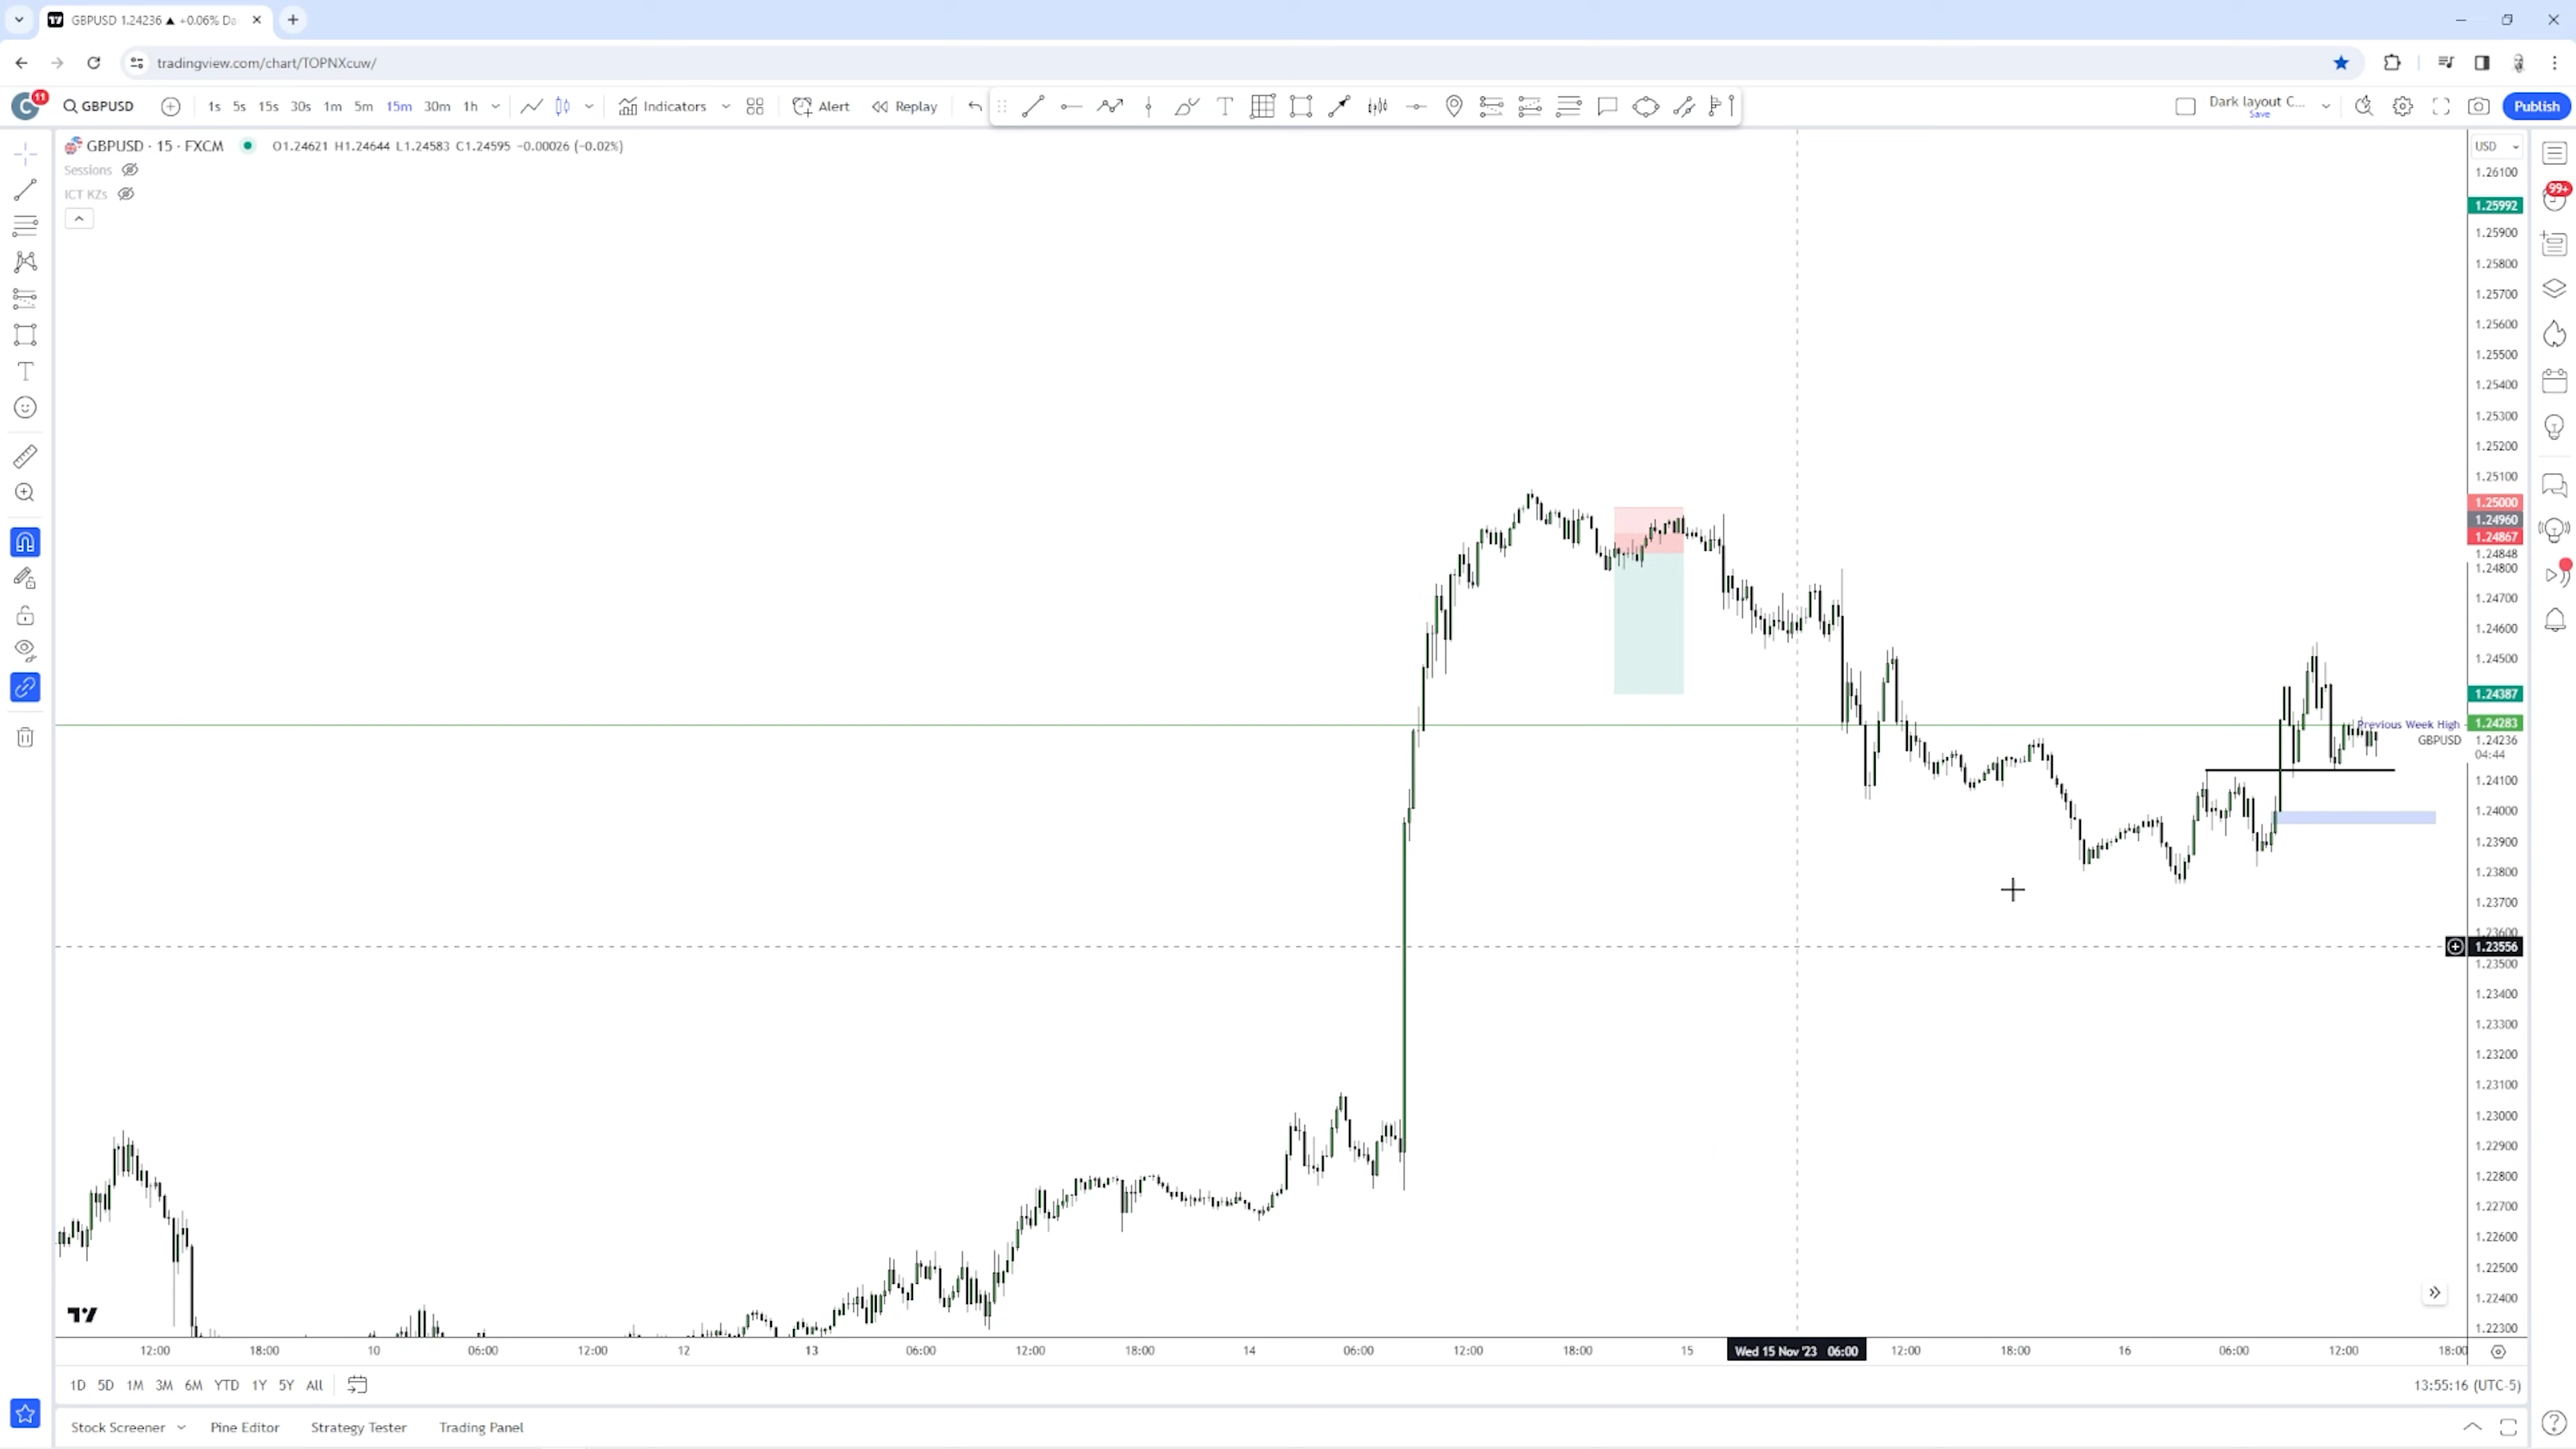 GBPUSD 1.24236 ▲ +0.06% Da
tradingview.com/chart/TOPNXcuw/
11
GBPUSD
1s 5s 15s 30s 1m 5m 15m 30m 1h
Indicators
Alert
Replay
Dark layout C...
Save
Publish
GBPUSD · 15 · FXCM
O1.24621 H1.24644 L1.24583 C1.24595 -0.00026 (-0.02%)
Sessions
ICT KZs
USD
99+
1.26100
1.25992
1.25900
1.25800
1.25700
1.25600
1.25500
1.25400
1.25300
1.25200
1.25100
1.25000
1.24960
1.24867
1.24848
1.24800
1.24700
1.24600
1.24500
1.24387
Previous Week High
1.24283
GBPUSD
1.24236
04:44
1.24100
1.24000
1.23900
1.23800
1.23700
1.23600
1.23556
1.23500
1.23400
1.23300
1.23200
1.23100
1.23000
1.22900
1.22800
1.22700
1.22600
1.22500
1.22400
1.22300
12:00 18:00 10 06:00 12:00 12 13 06:00 12:00 18:00 14 06:00 12:00 18:00 15 Wed 15 Nov '23 06:00 12:00 18:00 16 06:00 12:00 18:00
1D 5D 1M 3M 6M YTD 1Y 5Y All
13:55:16 (UTC-5)
Stock Screener
Pine Editor
Strategy Tester
Trading Panel